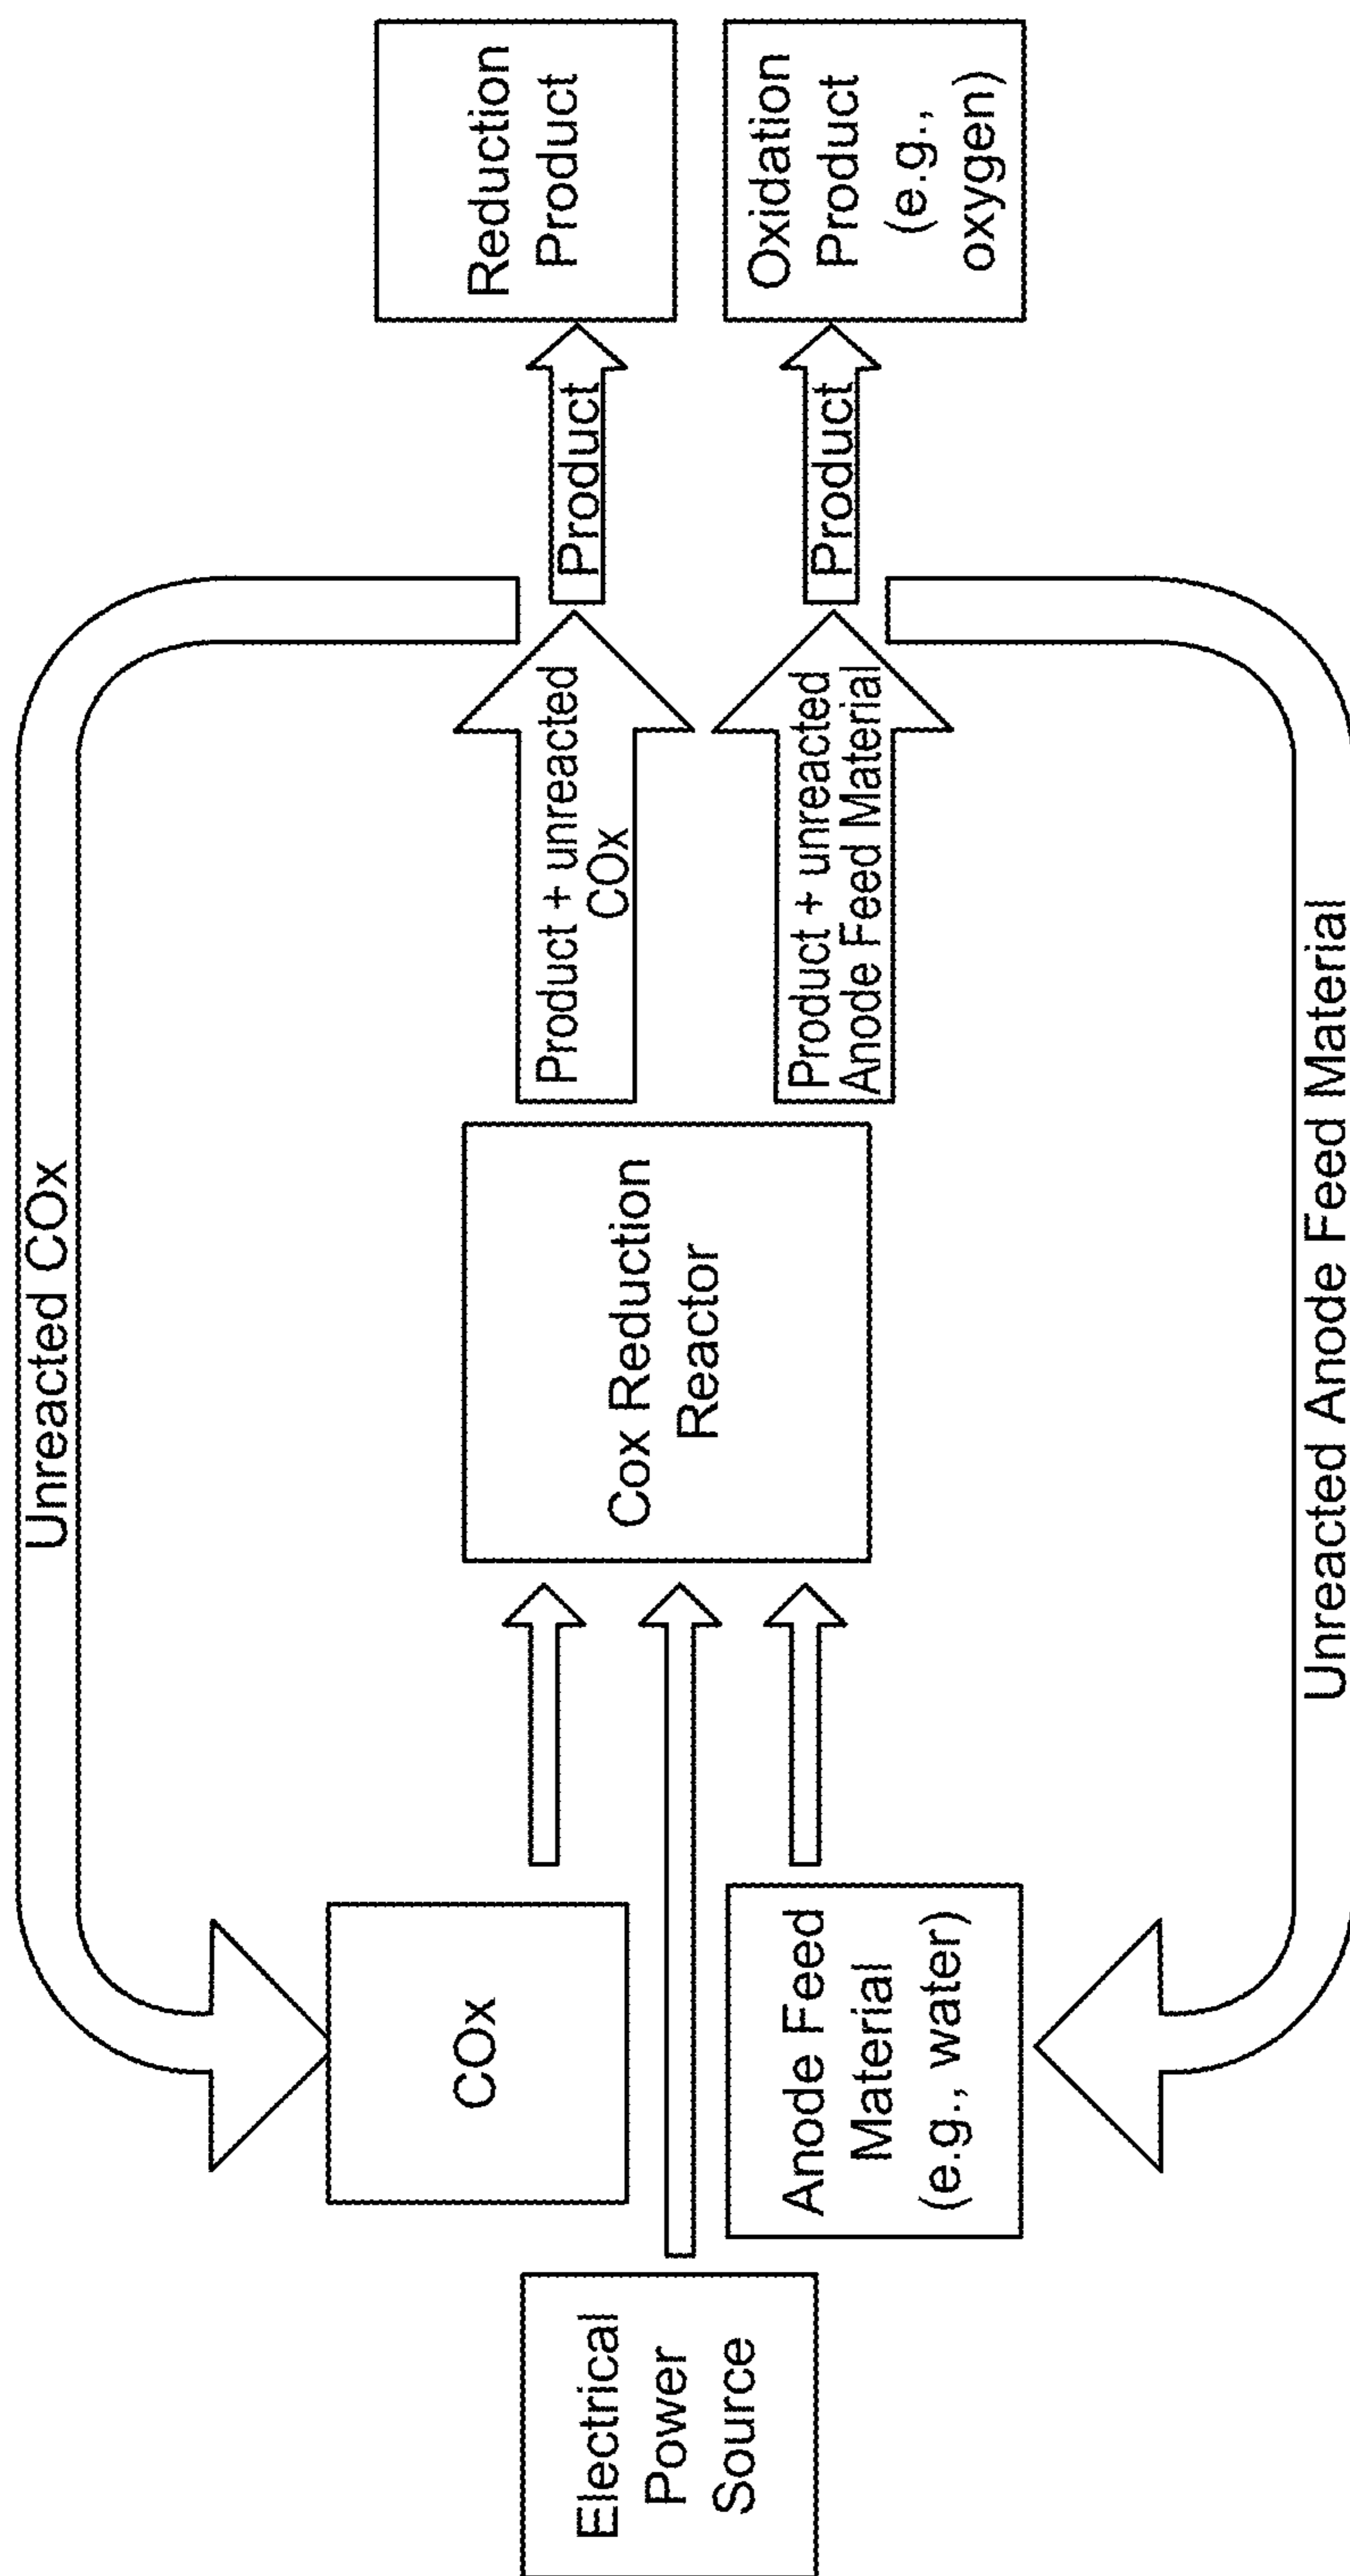 Unreacted COx
Electrical
Power
Source
COx
Anode Feed
Material
(e.g., water)
Cox Reduction
Reactor
Product + unreacted
COx
Product + unreacted
Anode Feed Material
Product
Product
Reduction
Product
Oxidation
Product
(e.g.,
oxygen)
Unreacted Anode Feed Material